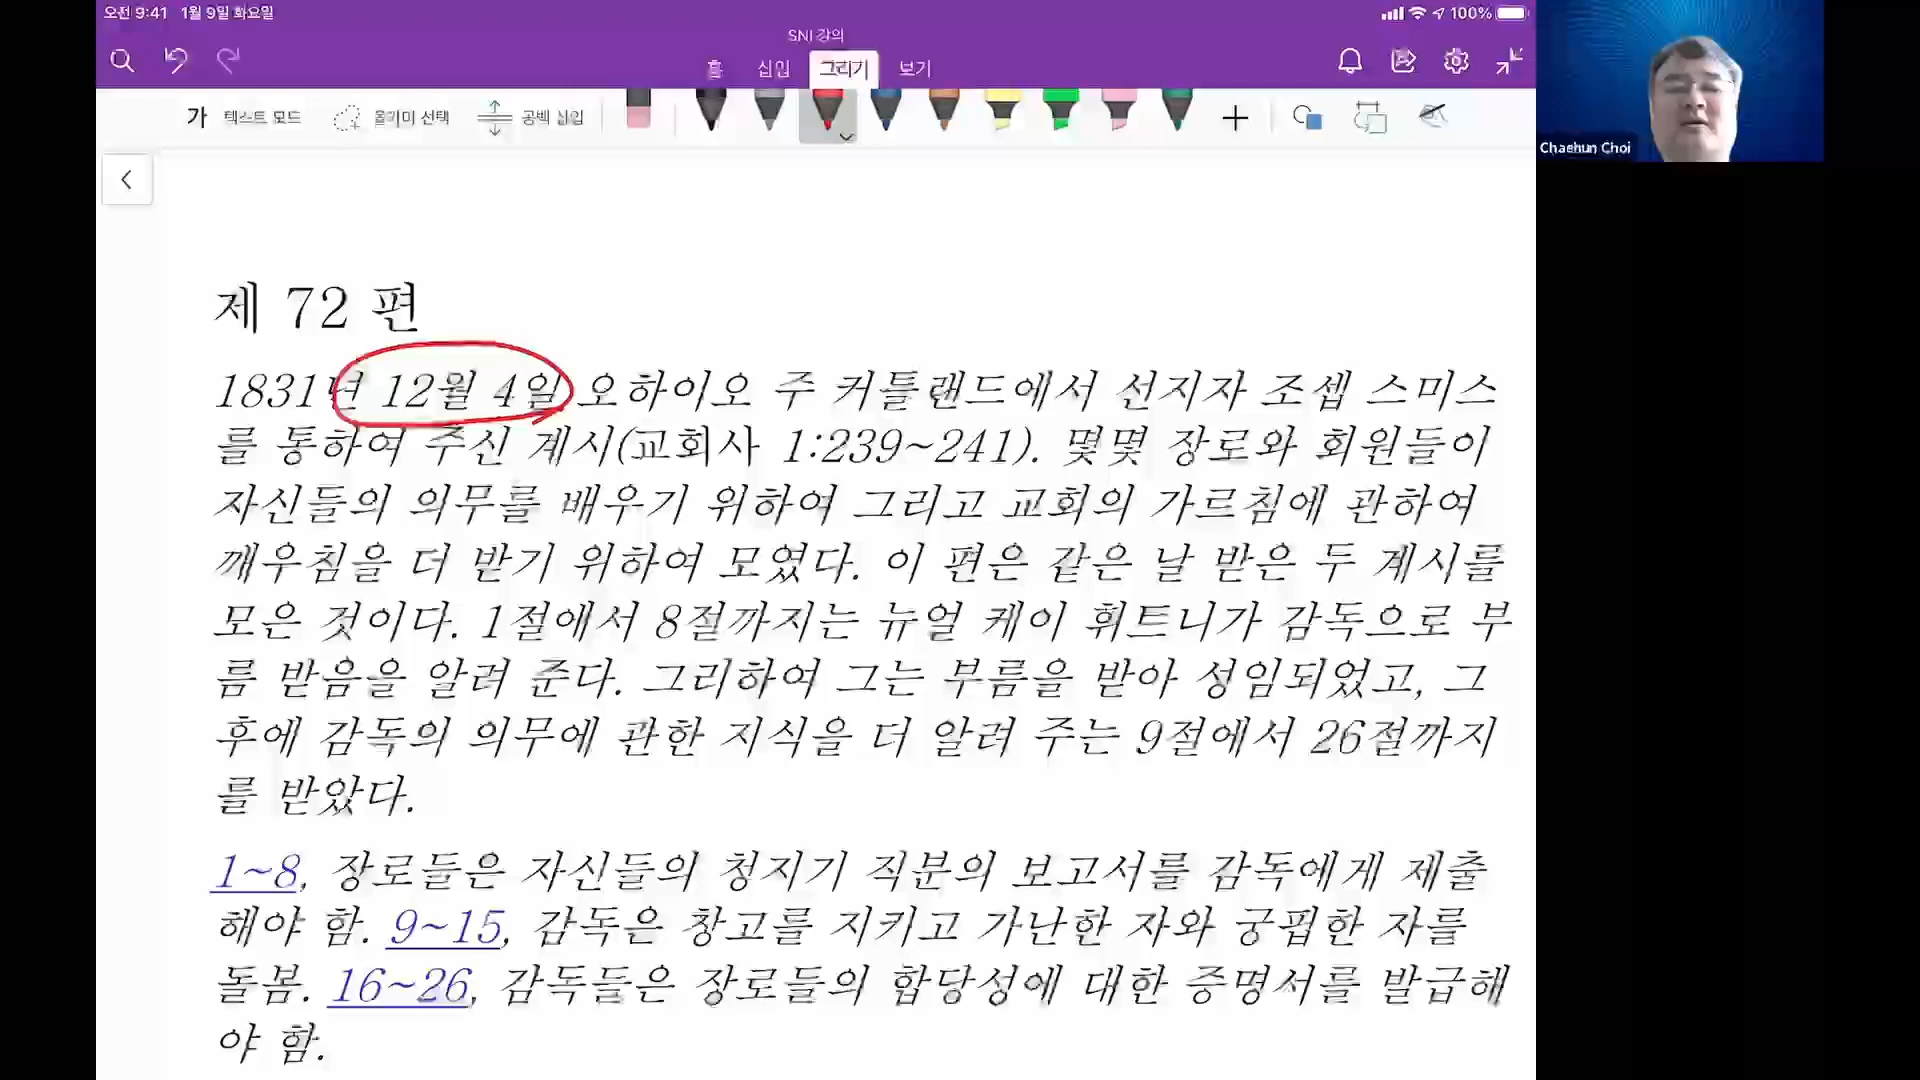 오전 9:41 1월 9일 화요일
100%
SNI 강의
홈 삽입 그리기 보기
가 텍스트 모드 올가미 선택 공백 삽입
Chaehun Choi
제 72 편
1831년 12월 4일 오하이오 주 커틀랜드에서 선지자 조셉 스미스
를 통하여 주신 계시(교회사 1:239~241). 몇몇 장로와 회원들이
자신들의 의무를 배우기 위하여 그리고 교회의 가르침에 관하여
깨우침을 더 받기 위하여 모였다. 이 편은 같은 날 받은 두 계시를
모은 것이다. 1절에서 8절까지는 뉴얼 케이 휘트니가 감독으로 부
름 받음을 알려 준다. 그리하여 그는 부름을 받아 성임되었고, 그
후에 감독의 의무에 관한 지식을 더 알려 주는 9절에서 26절까지
를 받았다.
1~8, 장로들은 자신들의 청지기 직분의 보고서를 감독에게 제출
해야 함. 9~15, 감독은 창고를 지키고 가난한 자와 궁핍한 자를
돌봄. 16~26, 감독들은 장로들의 합당성에 대한 증명서를 발급해
야 함.